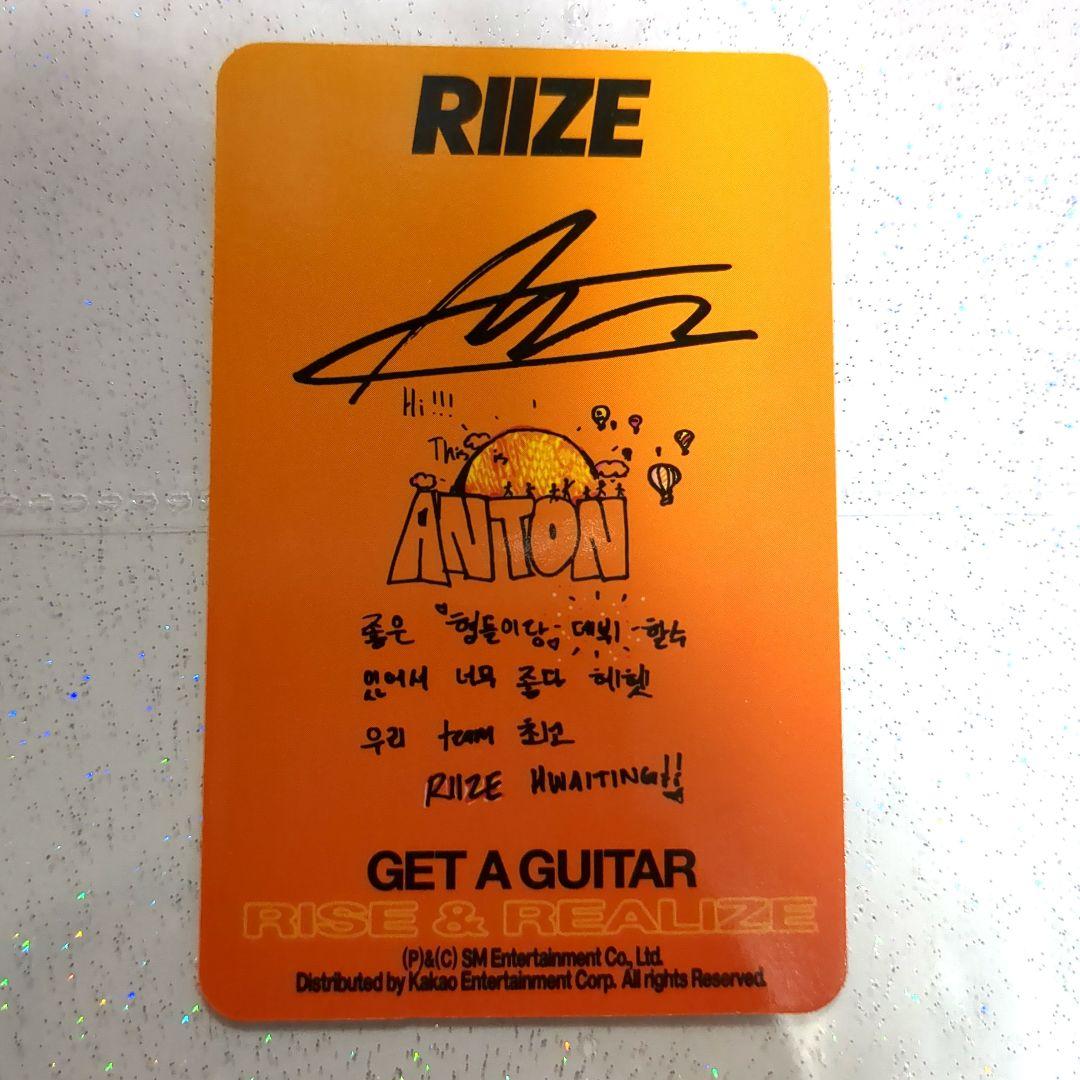 RIIZE
Hi!!!
This is
ANTON
좋은 "형들이랑" 데뷔 할수
있어서 너무 좋다 헤헷
우리 team 최고
RIIZE HWAITING!!
GET A GUITAR
RISE & REALIZE
(P)&(C) SM Entertainment Co., Ltd.
Distributed by Kakao Entertainment Corp. All rights Reserved.